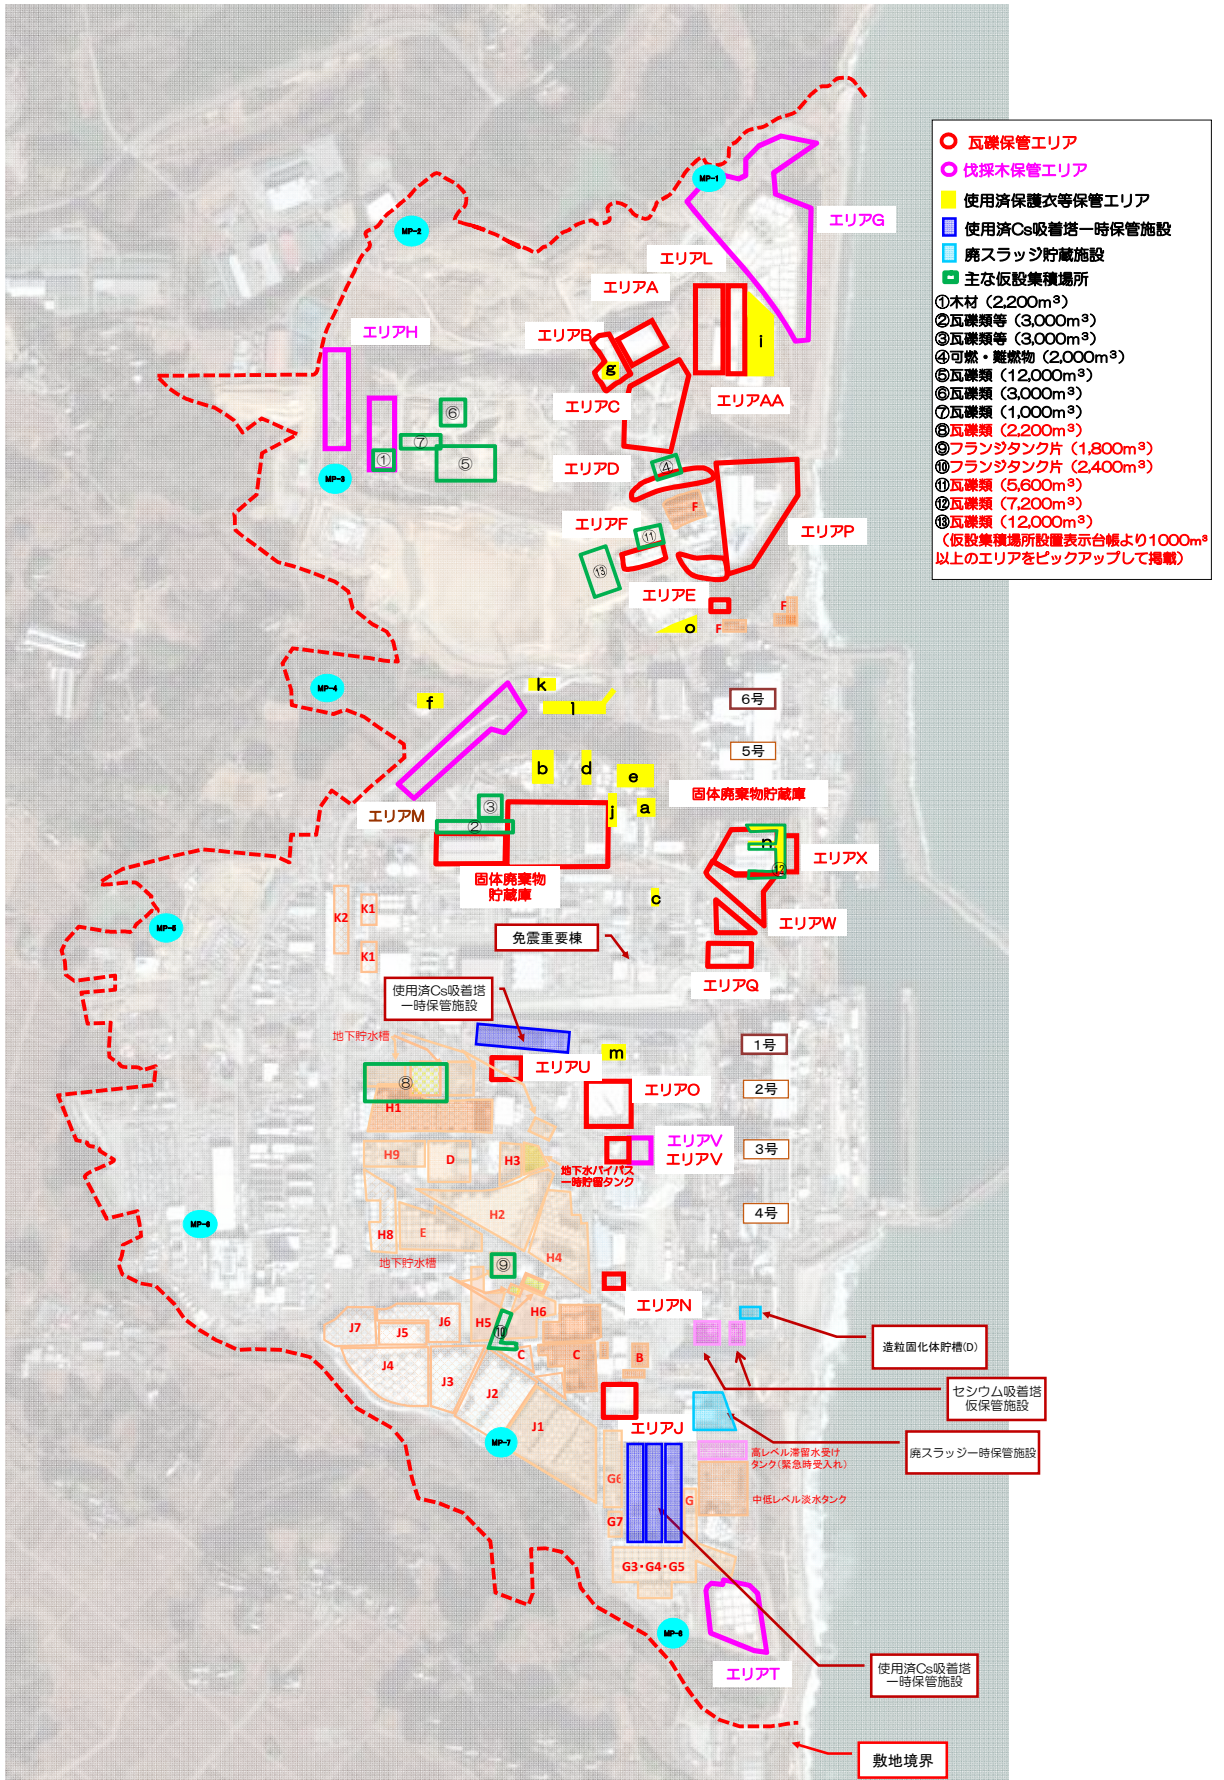 瓦礫保管エリア
伐採木保管エリア
使用済保護衣等保管エリア
使用済Cs吸着塔一時保管施設
廃スラッジ貯蔵施設
主な仮設集積場所
①木材（2,200m³）
②瓦礫類等（3,000m³）
③瓦礫類等（3,000m³）
④可燃・難燃物（2,000m³）
⑤瓦礫類（12,000m³）
⑥瓦礫類（3,000m³）
⑦瓦礫類（1,000m³）
⑧瓦礫類（2,200m³）
⑨フランジタンク片（1,800m³）
⑩フランジタンク片（2,400m³）
⑪瓦礫類（5,600m³）
⑫瓦礫類（7,200m³）
⑬瓦礫類（12,000m³）
（仮設集積場所設置表示台帳より1000m³
以上のエリアをピックアップして掲載）
MP-1
MP-2
エリアG
エリアL
エリアA
エリアH
エリアB
i
g
エリアC
エリアAA
⑥
⑦
①
⑤
エリアD
④
MP-3
F
エリアF
エリアP
⑪
⑬
エリアE
F
o
F
MP-4
k
f
l
6号
5号
b
d
e
固体廃棄物貯蔵庫
エリアM
③
j
a
②
n
エリアX
⑫
固体廃棄物
貯蔵庫
c
K2
K1
エリアW
MP-5
免震重要棟
K1
エリアQ
使用済Cs吸着塔
一時保管施設
地下貯水槽
1号
m
エリアU
⑧
エリアO
2号
H1
エリアV
エリアV
3号
H9
D
H3
地下水バイパス
一時貯留タンク
H2
4号
MP-6
H8
E
H4
地下貯水槽
⑨
エリアN
H6
J7
J5
J6
H5
⑩
造粒固化体貯槽(D)
C
C
B
J4
J3
J2
セシウム吸着塔
仮保管施設
J1
エリアJ
MP-7
高レベル滞留水受け
タンク(緊急時受入れ)
廃スラッジ一時保管施設
G6
G
中低レベル淡水タンク
G7
G3・G4・G5
MP-8
エリアT
使用済Cs吸着塔
一時保管施設
敷地境界